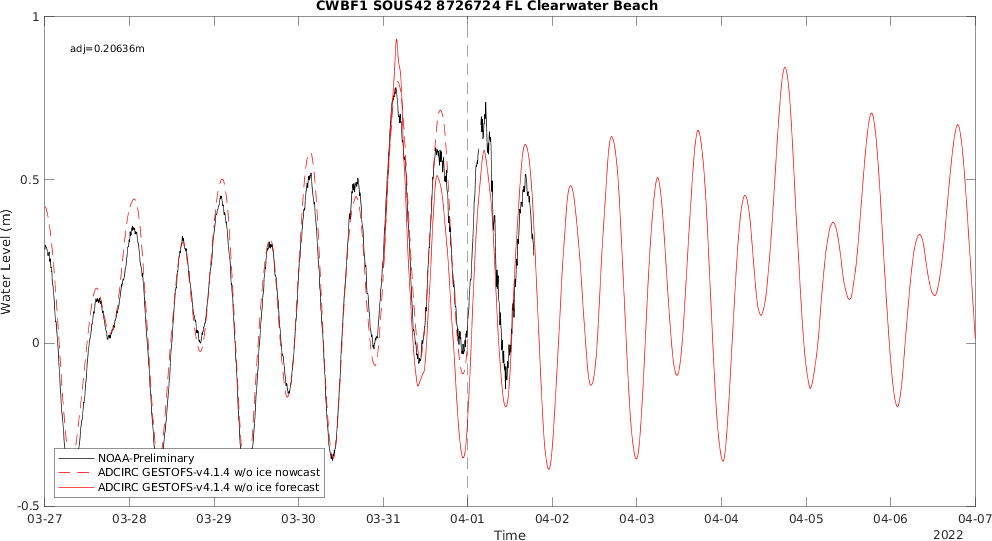 CWBF1 SOUS42 8726724 FL Clearwater Beach
adj=0.20636m
1
0.5
0
-0.5
Water Level (m)
NOAA-Preliminary
ADCIRC GESTOFS-v4.1.4 w/o ice nowcast
ADCIRC GESTOFS-v4.1.4 w/o ice forecast
03-27 03-28 03-29 03-30 03-31 04-01 04-02 04-03 04-04 04-05 04-06 04-07
Time
2022